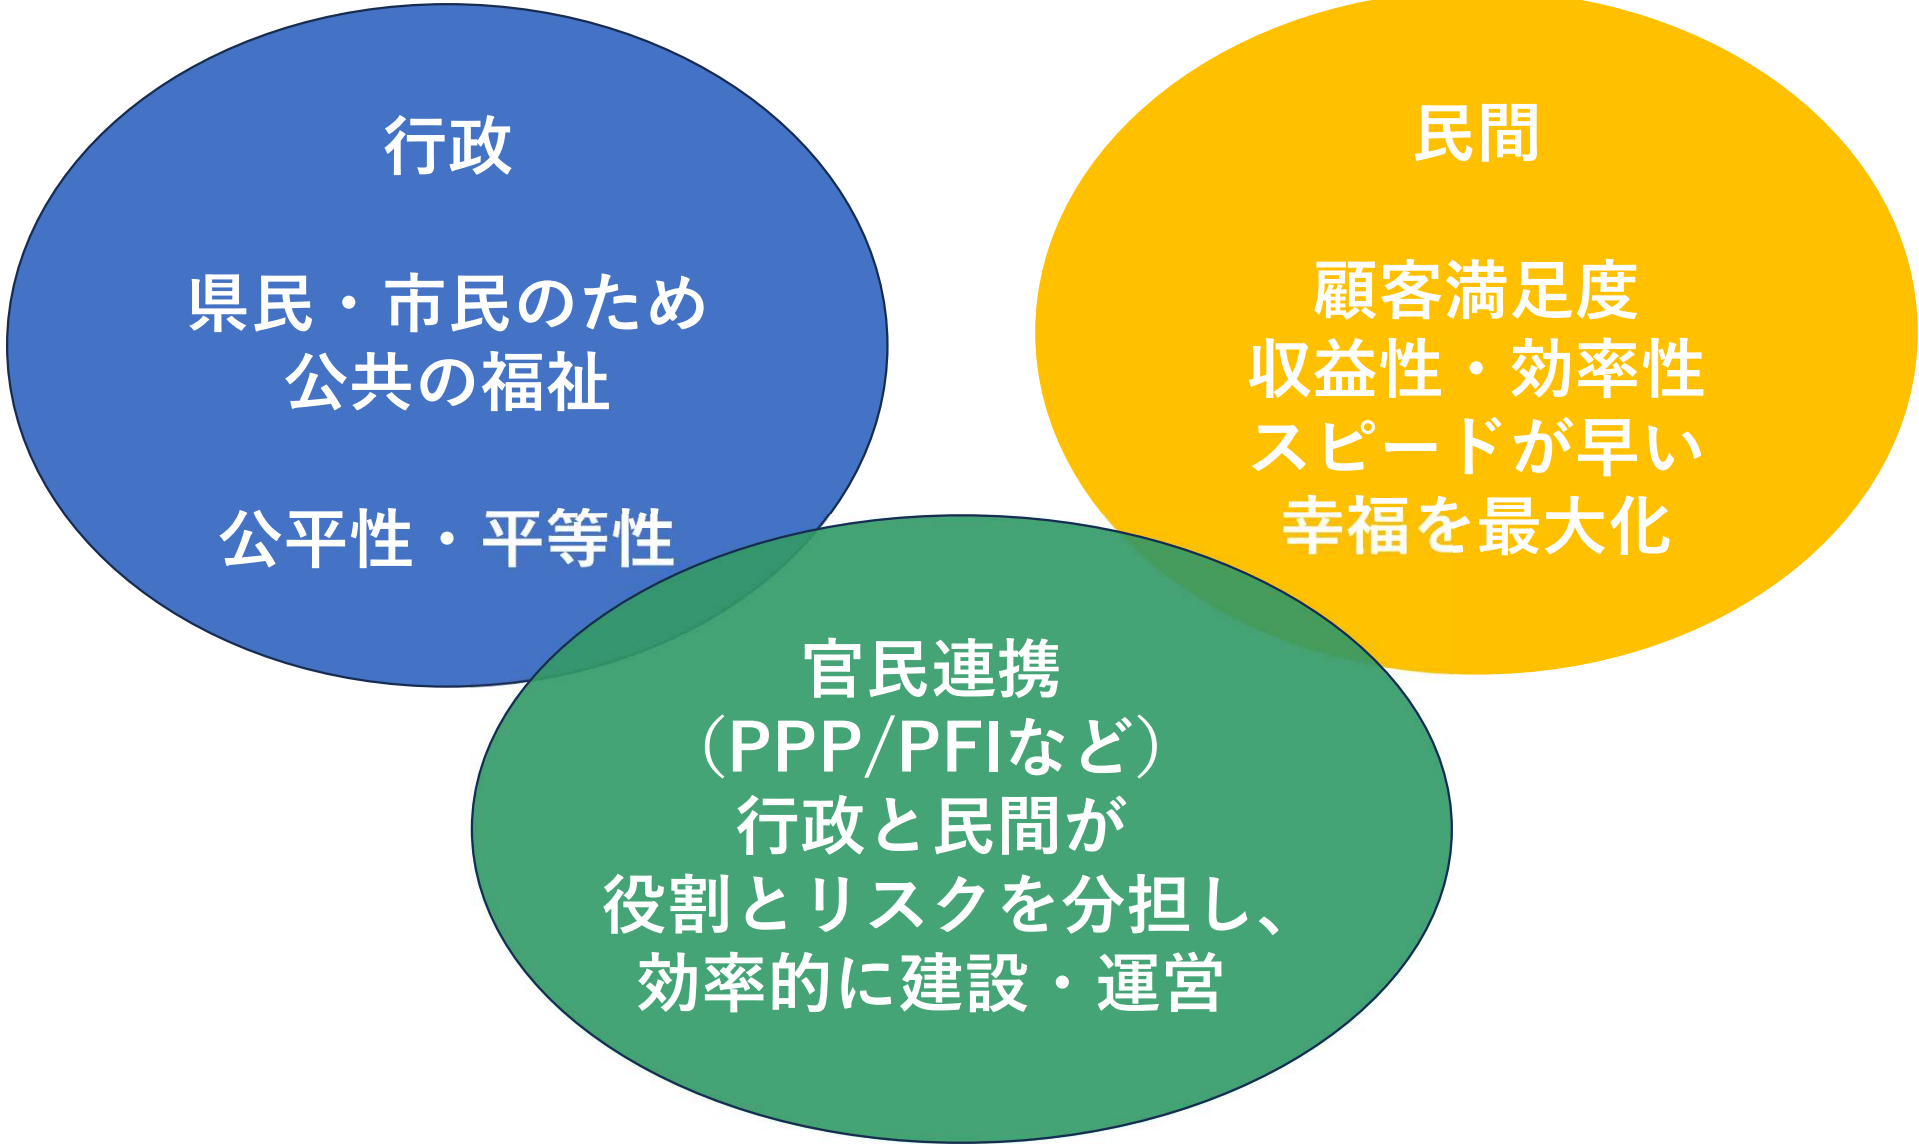 行政
県民・市民のため
公共の福祉
公平性・平等性
民間
顧客満足度
収益性・効率性
スピードが早い
幸福を最大化
官民連携
（PPP/PFIなど）
行政と民間が
役割とリスクを分担し、
効率的に建設・運営